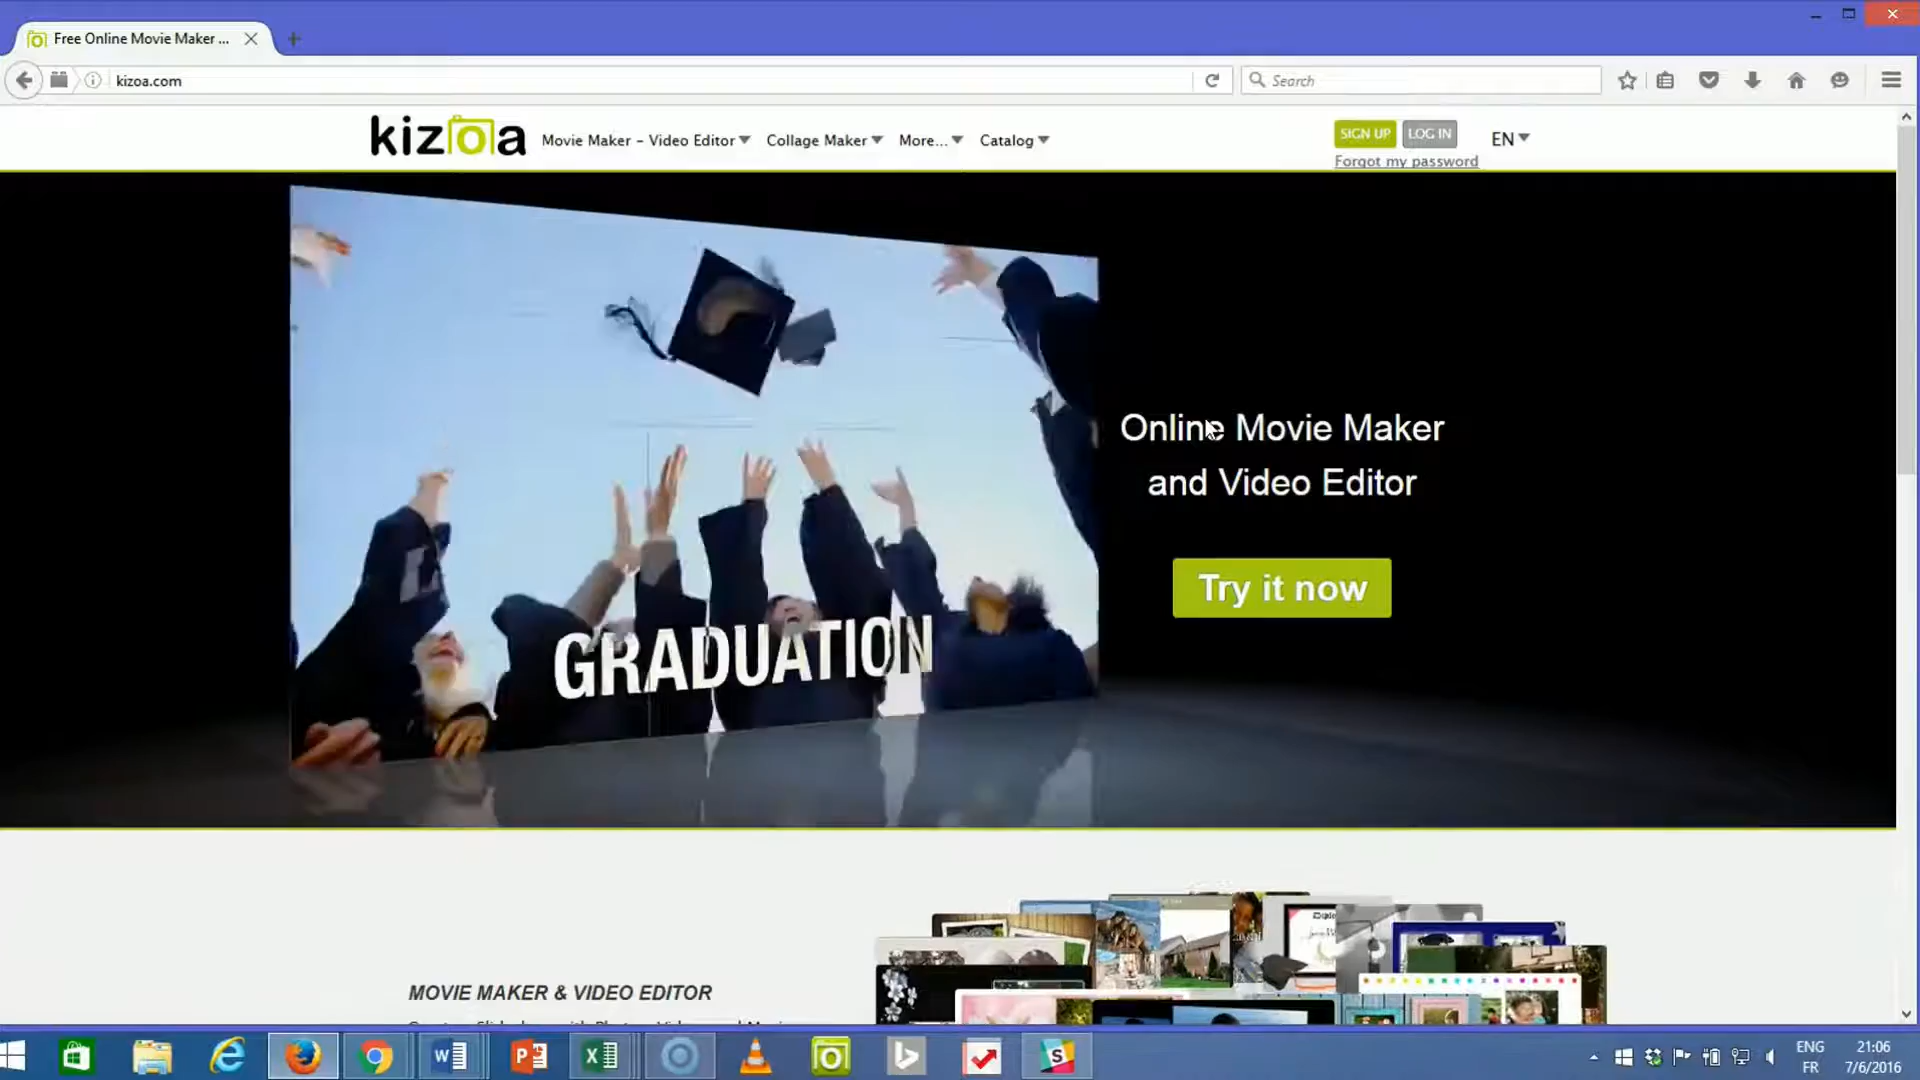 Free Online Movie Maker ...
kizoa.com
Search
kizoa
Movie Maker - Video Editor
Collage Maker
More...
Catalog
SIGN UP
LOG IN
EN
Forgot my password
Online Movie Maker
and Video Editor
Try it now
GRADUATION
MOVIE MAKER & VIDEO EDITOR
ENG
FR
21:06
7/6/2016